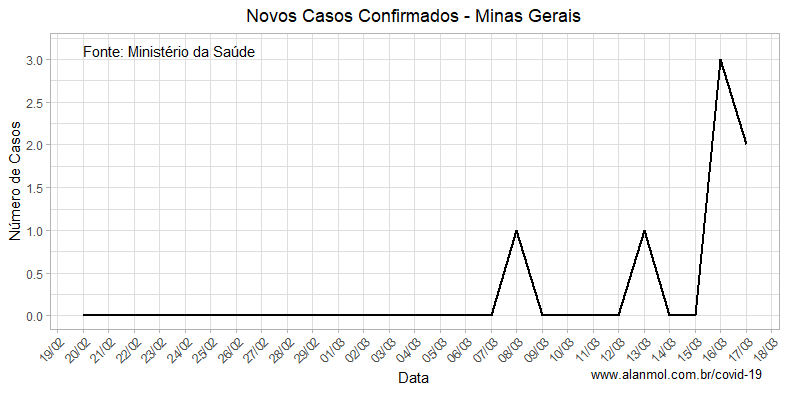 Novos Casos Confirmados - Minas Gerais
Fonte: Ministério da Saúde
Número de Casos
3.0
2.5
2.0
1.5
1.0
0.5
0.0
19/02 20/02 21/02 22/02 23/02 24/02 25/02 26/02 27/02 28/02 29/02 01/03 02/03 03/03 04/03 05/03 06/03 07/03 08/03 09/03 10/03 11/03 12/03 13/03 14/03 15/03 16/03 17/03 18/03
Data
www.alanmol.com.br/covid-19